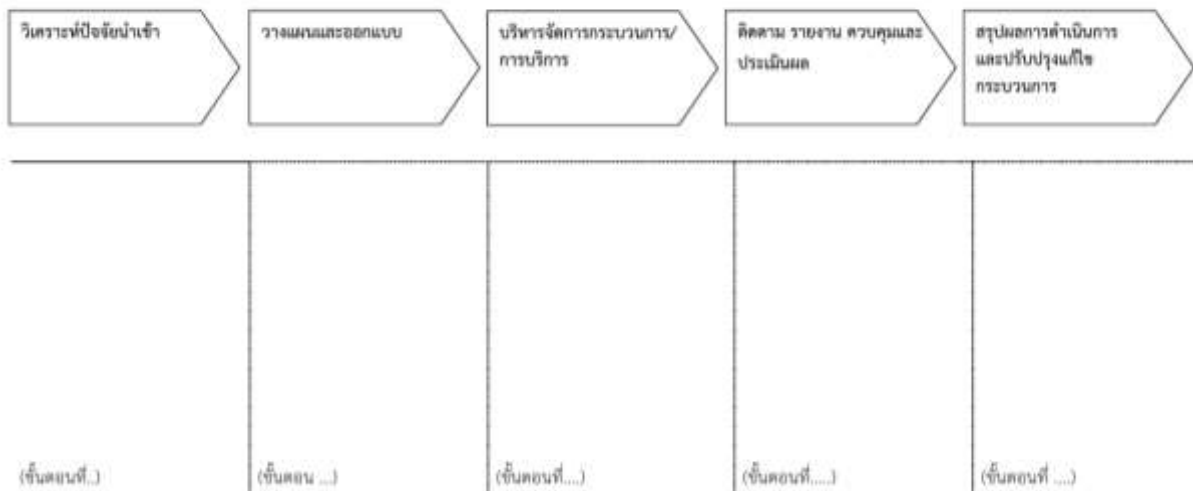 วิเคราะห์ปัจจัยนำเข้า
วางแผนและออกแบบ
บริหารจัดการกระบวนการ/
การบริการ
ติดตาม รายงาน ควบคุมและ
ประเมินผล
สรุปผลการดำเนินการ
และปรับปรุงแก้ไข
กระบวนการ
(ขั้นตอนที่..)
(ขั้นตอน ...)
(ขั้นตอนที่....)
(ขั้นตอนที่.....)
(ขั้นตอนที่ ....)